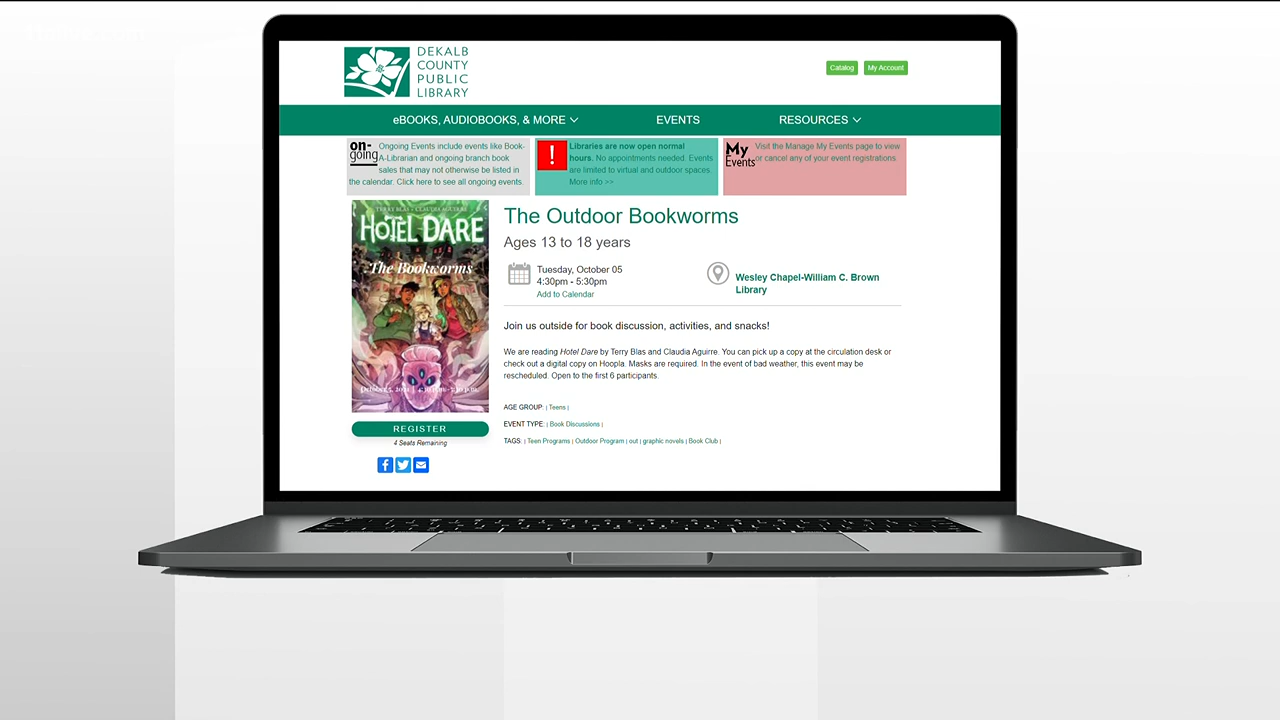 DEKALB
COUNTY
PUBLIC
LIBRARY
Catalog
My Account
eBOOKS, AUDIOBOOKS, & MORE
EVENTS
RESOURCES
on-
going
Ongoing Events include events like Book-
A-Librarian and ongoing branch book
sales that may not otherwise be listed in
the calendar. Click here to see all ongoing events.
!
Libraries are now open normal
hours. No appointments needed. Events
are limited to virtual and outdoor spaces.
More info >>
My
Events
Visit the Manage My Events page to view
or cancel any of your event registrations.
TERRY BLAS CLAUDIA AGUIRRE
HOTEL DARE
The Bookworms
REGISTER
4 Seats Remaining
The Outdoor Bookworms
Ages 13 to 18 years
Tuesday, October 05
4:30pm - 5:30pm
Add to Calendar
Wesley Chapel-William C. Brown
Library
Join us outside for book discussion, activities, and snacks!
We are reading Hotel Dare by Terry Blas and Claudia Aguirre. You can pick up a copy at the circulation desk or
check out a digital copy on Hoopla. Masks are required. In the event of bad weather, this event may be
rescheduled. Open to the first 6 participants.
AGE GROUP: | Teens |
EVENT TYPE: | Book Discussions |
TAGS: | Teen Programs | Outdoor Program | out | graphic novels | Book Club |